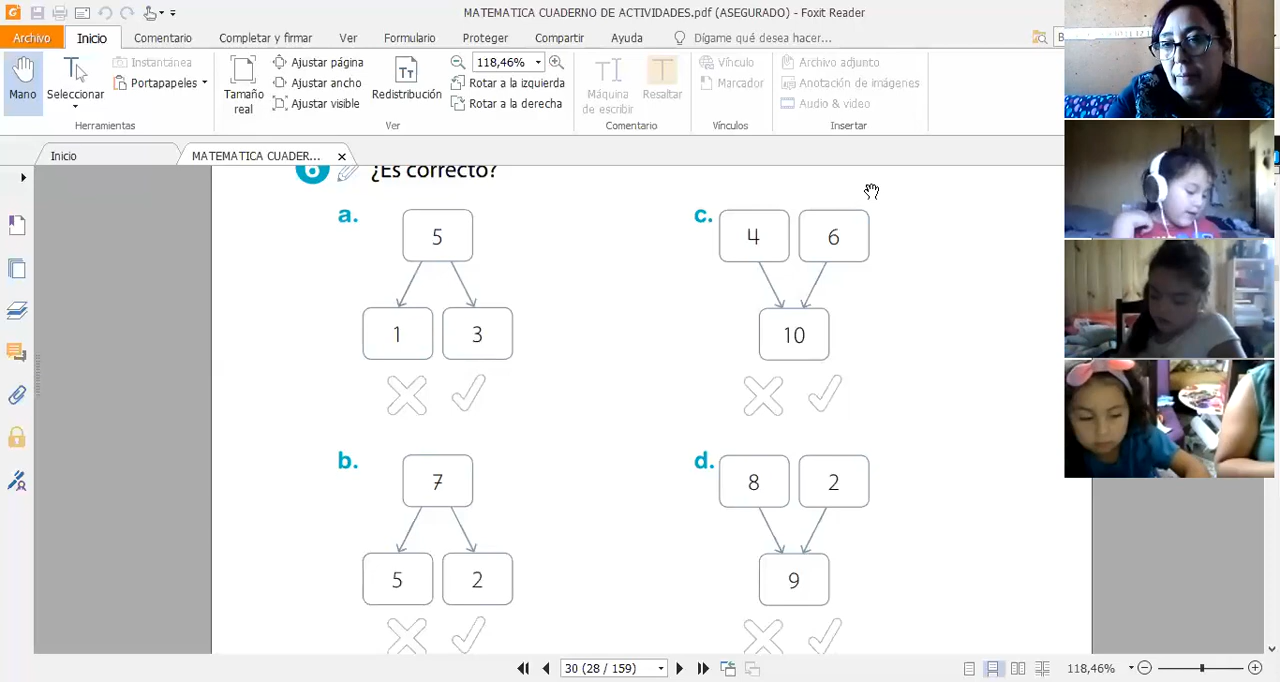 MATEMATICA CUADERNO DE ACTIVIDADES.pdf (ASEGURADO) - Foxit Reader
Archivo Inicio Comentario Completar y firmar Ver Formulario Proteger Compartir Ayuda Dígame qué desea hacer...
Mano
Seleccionar
Instantánea
Portapapeles
Herramientas
Tamaño real
Ajustar página
Ajustar ancho
Ajustar visible
Redistribución
118,46%
Rotar a la izquierda
Rotar a la derecha
Ver
Máquina de escribir
Resaltar
Comentario
Vínculo
Marcador
Vínculos
Archivo adjunto
Anotación de imágenes
Audio & video
Insertar
Inicio
MATEMATICA CUADER...
6 ¿Es correcto?
a.
5
1 3
c.
4 6
10
b.
7
5 2
d.
8 2
9
30 (28 / 159)
118,46%